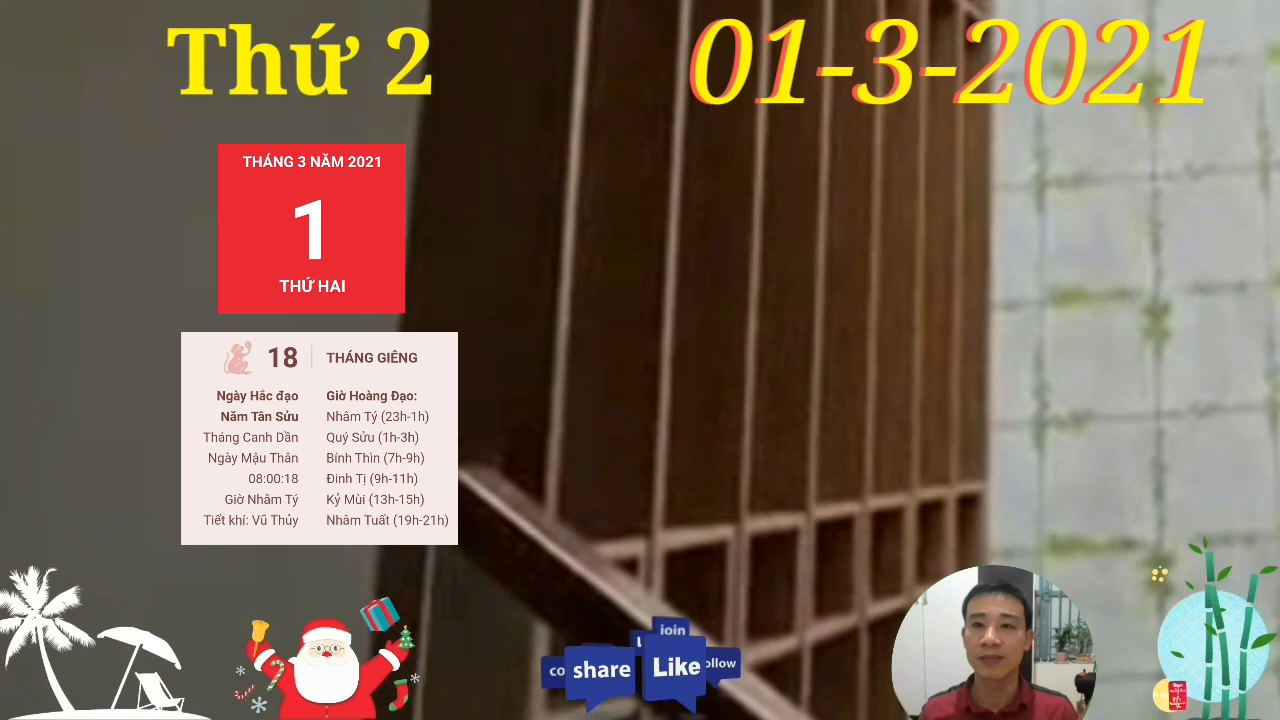 Thứ 2
01-3-2021
THÁNG 3 NĂM 2021
1
THỨ HAI
18 THÁNG GIÊNG
Ngày Hắc đạo
Năm Tân Sửu
Tháng Canh Dần
Ngày Mậu Thân
08:00:18
Giờ Nhâm Tý
Tiết khí: Vũ Thủy
Giờ Hoàng Đạo:
Nhâm Tý (23h-1h)
Quý Sửu (1h-3h)
Bính Thìn (7h-9h)
Đinh Tị (9h-11h)
Kỷ Mùi (13h-15h)
Nhâm Tuất (19h-21h)
join
co share Like ollow